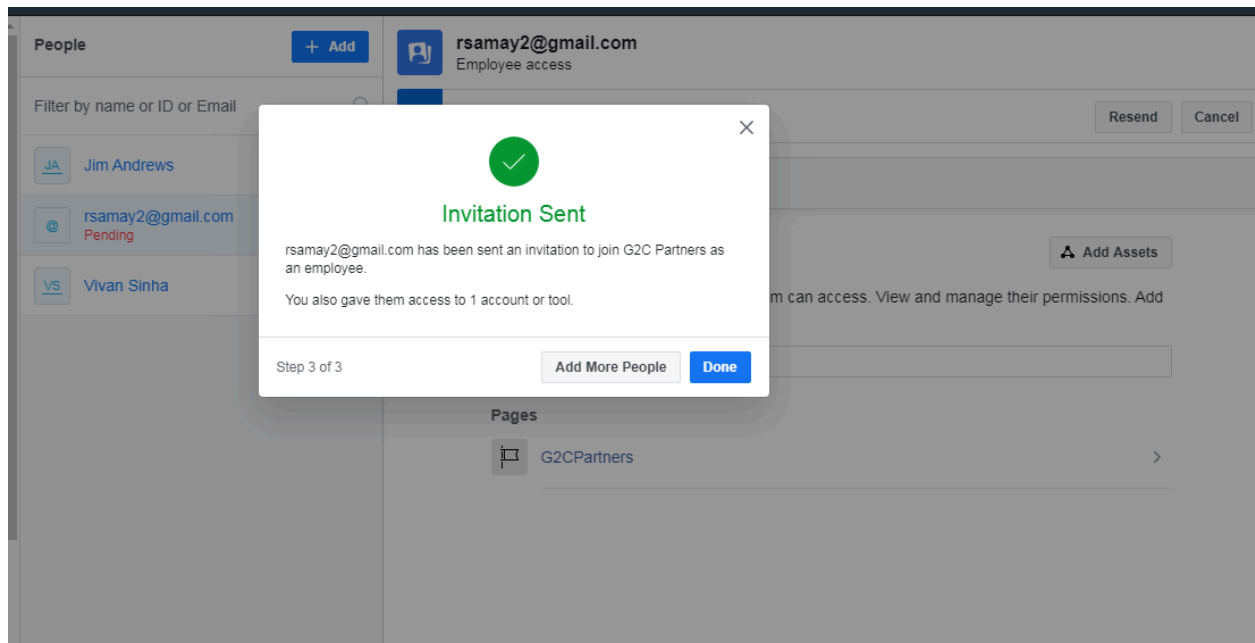 People
+ Add
rsamay2@gmail.com
Employee access
Filter by name or ID or Email
Resend
Cancel
JA
Jim Andrews
@
rsamay2@gmail.com
Pending
VS
Vivan Sinha
Invitation Sent
rsamay2@gmail.com has been sent an invitation to join G2C Partners as
an employee.
You also gave them access to 1 account or tool.
Step 3 of 3
Add More People
Done
Add Assets
m can access. View and manage their permissions. Add
Pages
G2CPartners